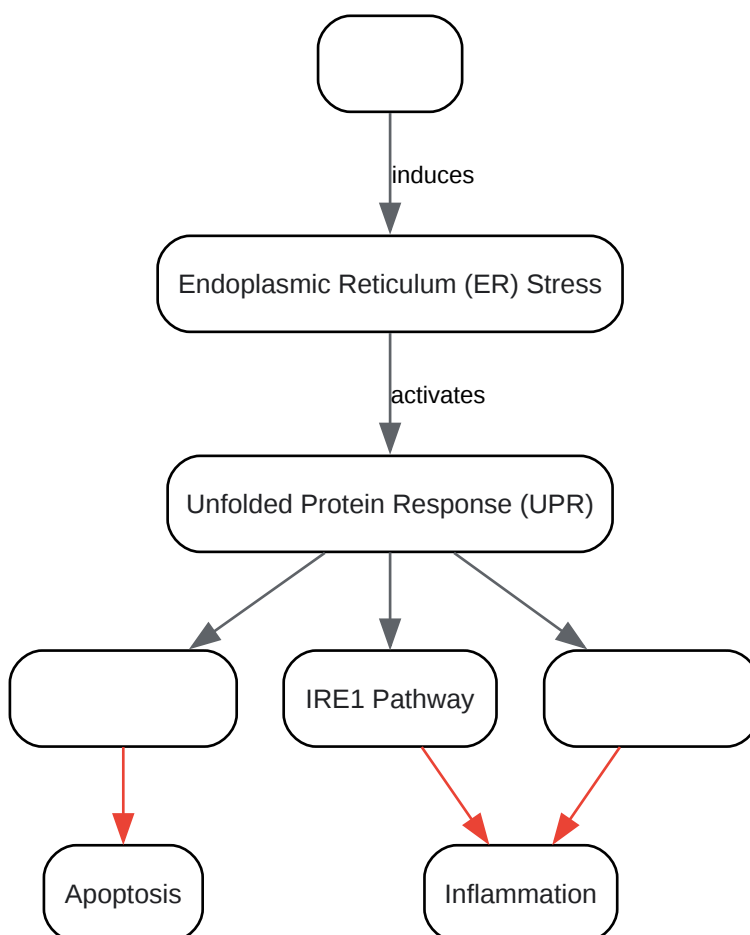 induces
Endoplasmic Reticulum (ER) Stress
activates
Unfolded Protein Response (UPR)
IRE1 Pathway
Apoptosis
Inflammation